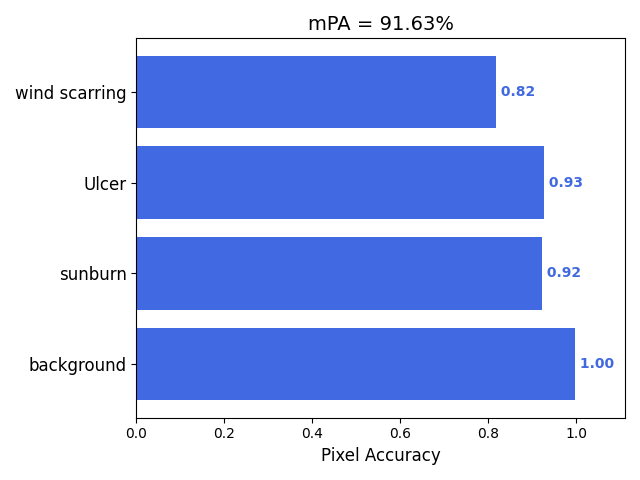 mPA = 91.63%
wind scarring
0.82
Ulcer
0.93
sunburn
0.92
background
1.00
0.0 0.2 0.4 0.6 0.8 1.0
Pixel Accuracy